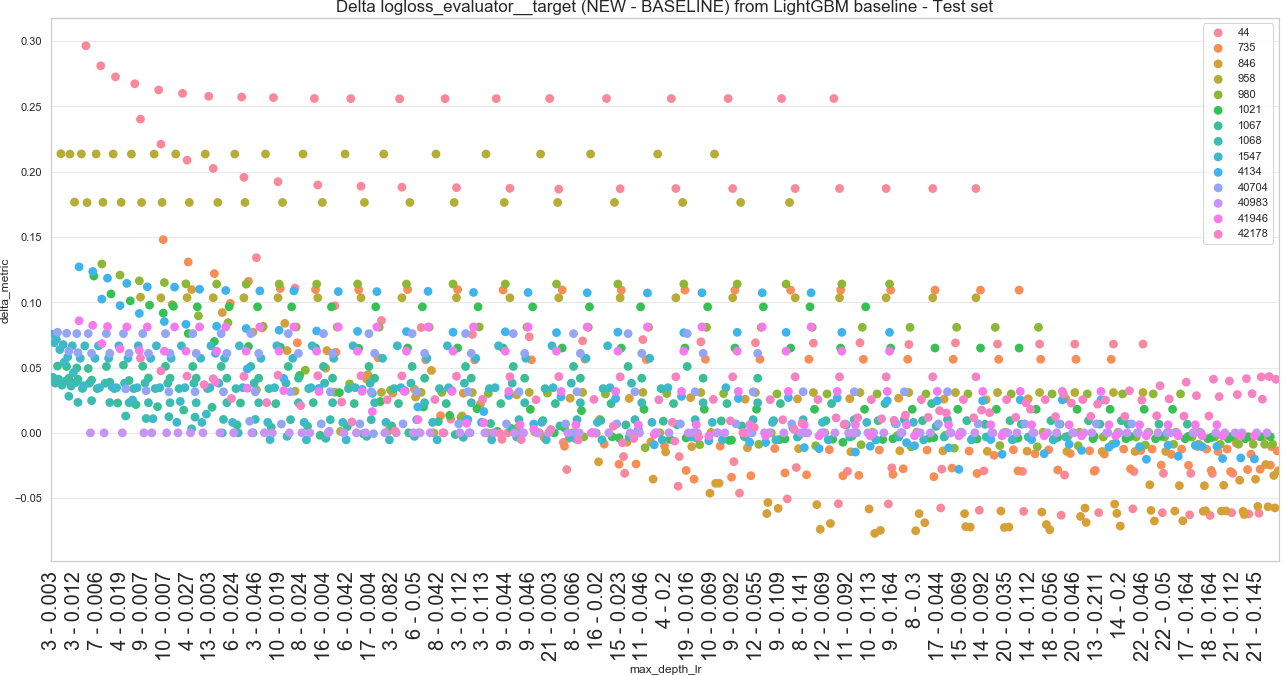 Delta logloss_evaluator__target (NEW - BASELINE) from LightGBM baseline - Test set
delta_metric
0.30
0.25
0.20
0.15
0.10
0.05
0.00
−0.05
44
735
846
958
980
1021
1067
1068
1547
4134
40704
40983
41946
42178
3 - 0.003
3 - 0.012
7 - 0.006
4 - 0.019
9 - 0.007
10 - 0.007
4 - 0.027
13 - 0.003
6 - 0.024
3 - 0.046
10 - 0.019
8 - 0.024
16 - 0.004
6 - 0.042
17 - 0.004
3 - 0.082
6 - 0.05
8 - 0.042
3 - 0.112
3 - 0.113
9 - 0.044
9 - 0.046
21 - 0.003
8 - 0.066
16 - 0.02
15 - 0.023
11 - 0.046
4 - 0.2
19 - 0.016
10 - 0.069
9 - 0.092
12 - 0.055
9 - 0.109
8 - 0.141
12 - 0.069
11 - 0.092
10 - 0.113
9 - 0.164
8 - 0.3
17 - 0.044
15 - 0.069
14 - 0.092
20 - 0.035
14 - 0.112
18 - 0.056
20 - 0.046
13 - 0.211
14 - 0.2
22 - 0.046
22 - 0.05
17 - 0.164
18 - 0.164
21 - 0.112
21 - 0.145
max_depth_lr